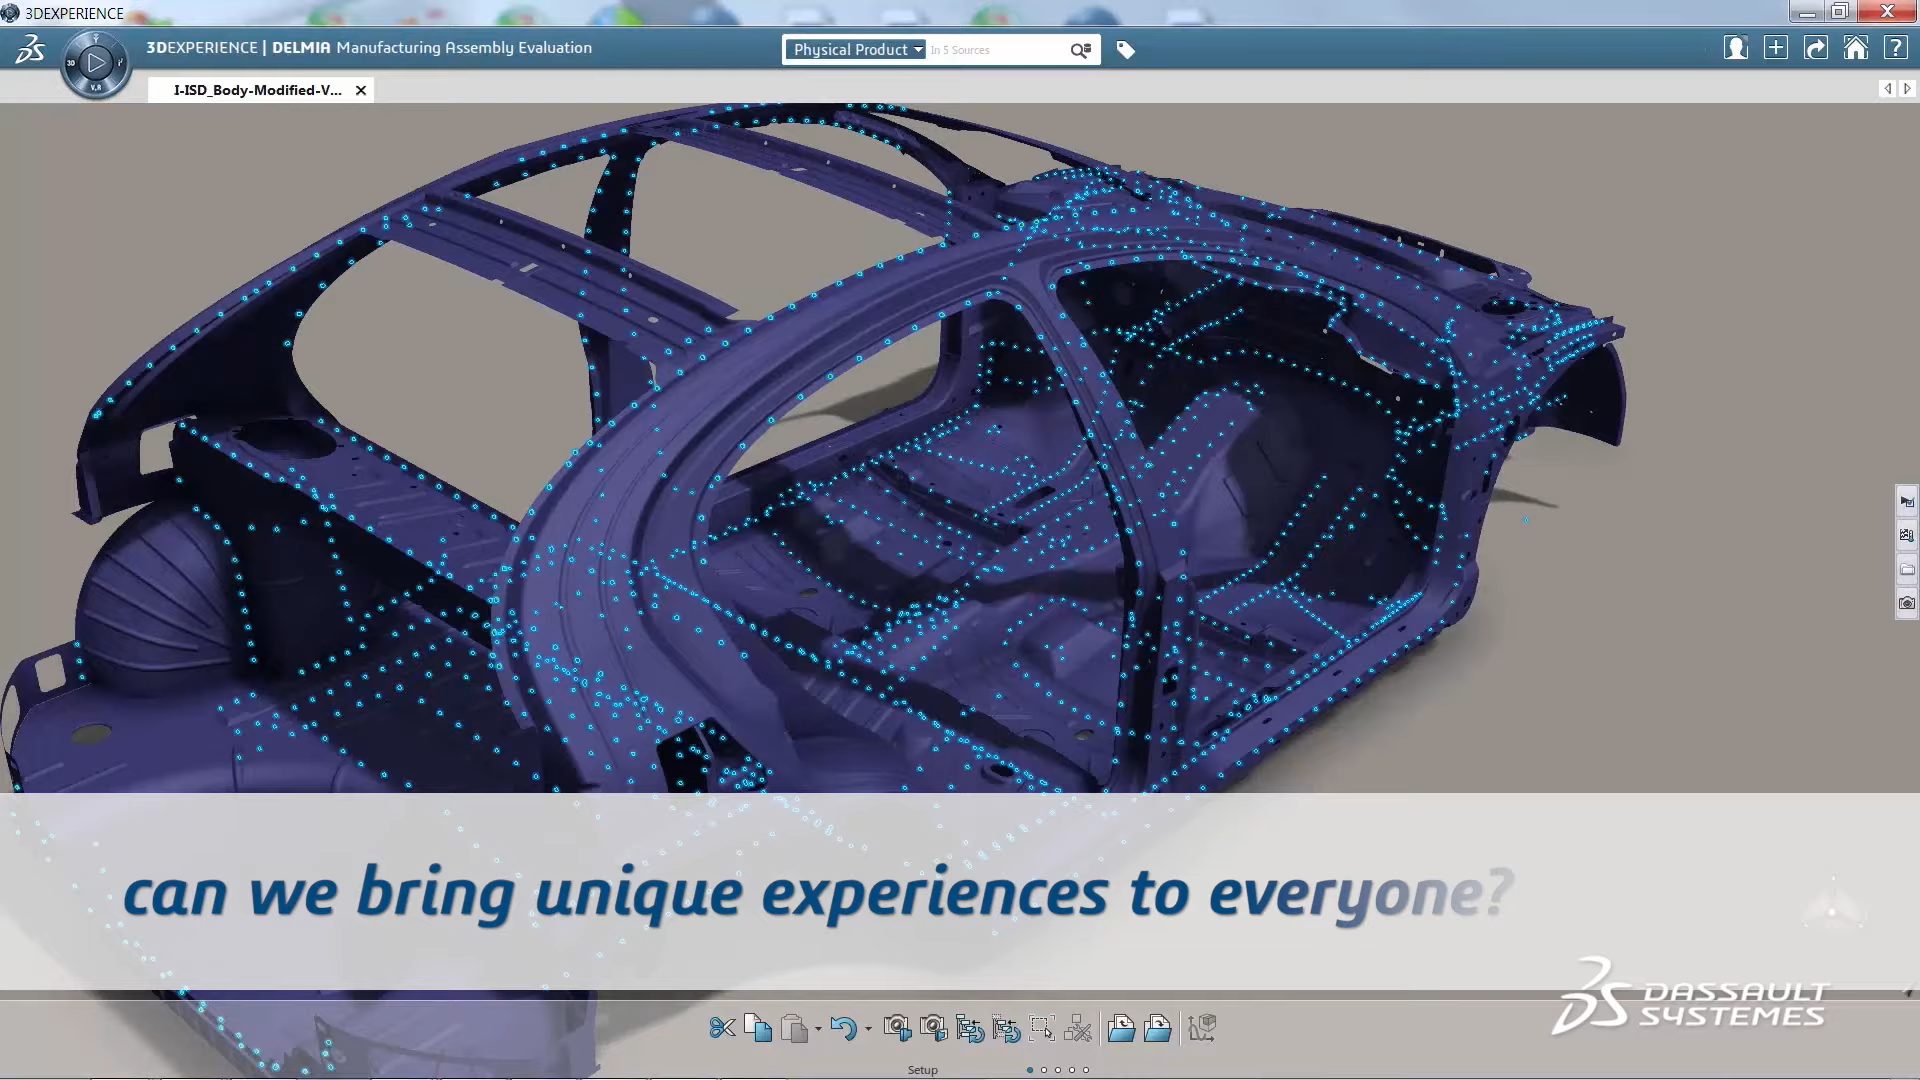 3DEXPERIENCE
3DEXPERIENCE | DELMIA Manufacturing Assembly Evaluation
Physical Product
In 5 Sources
3D
V.R
I-ISD_Body-Modified-V...
can we bring unique experiences to everyone?
DASSAULT
SYSTEMES
Setup